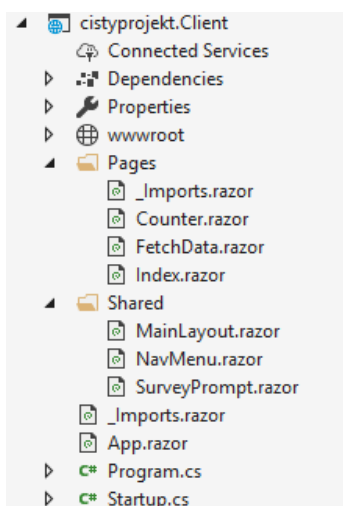 cistyprojekt.Client
Connected Services
Dependencies
Properties
wwwroot
Pages
_Imports.razor
Counter.razor
FetchData.razor
Index.razor
Shared
MainLayout.razor
NavMenu.razor
SurveyPrompt.razor
_Imports.razor
App.razor
C# Program.cs
C# Startup.cs